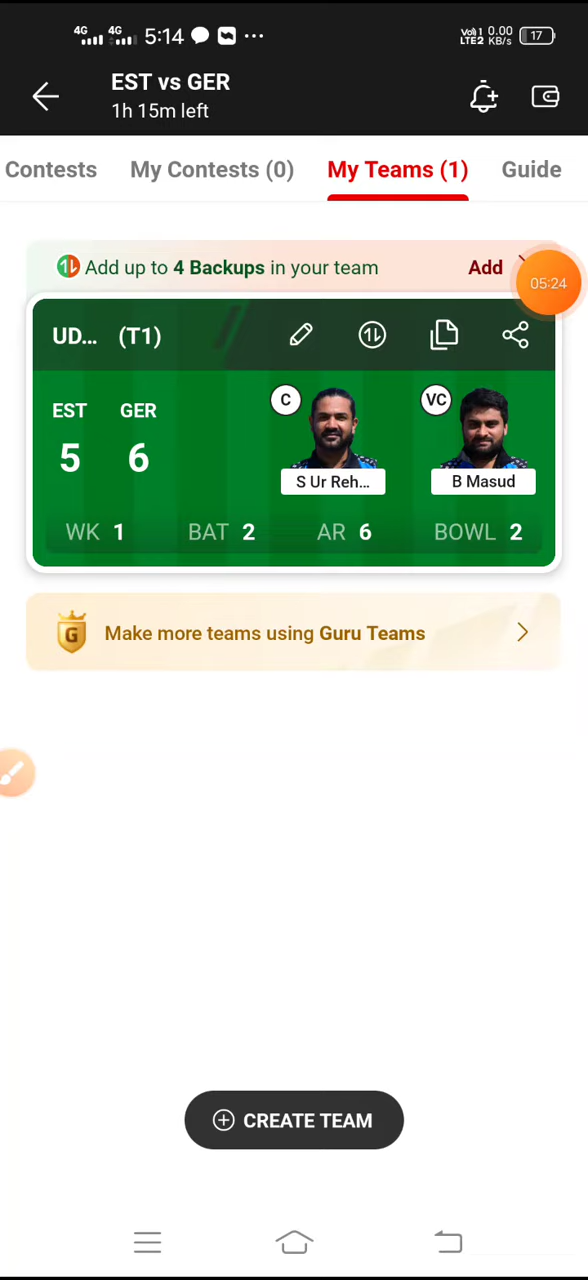 4G 4G 5:14 ... Vo)) 1 LTE2 0.00 KB/s 17
EST vs GER
1h 15m left
Contests My Contests (0) My Teams (1) Guide
Add up to 4 Backups in your team Add
05:24
UD... (T1)
EST GER C VC
5 6
S Ur Reh... B Masud
WK 1 BAT 2 AR 6 BOWL 2
G Make more teams using Guru Teams
CREATE TEAM